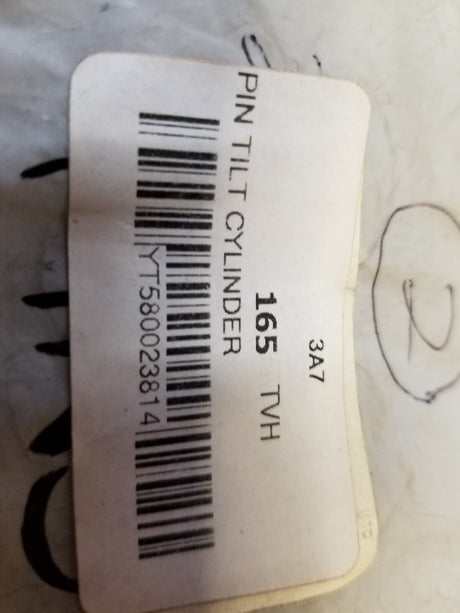 3A7
165 TVH
PIN TILT CYLINDER
YT580023814
2